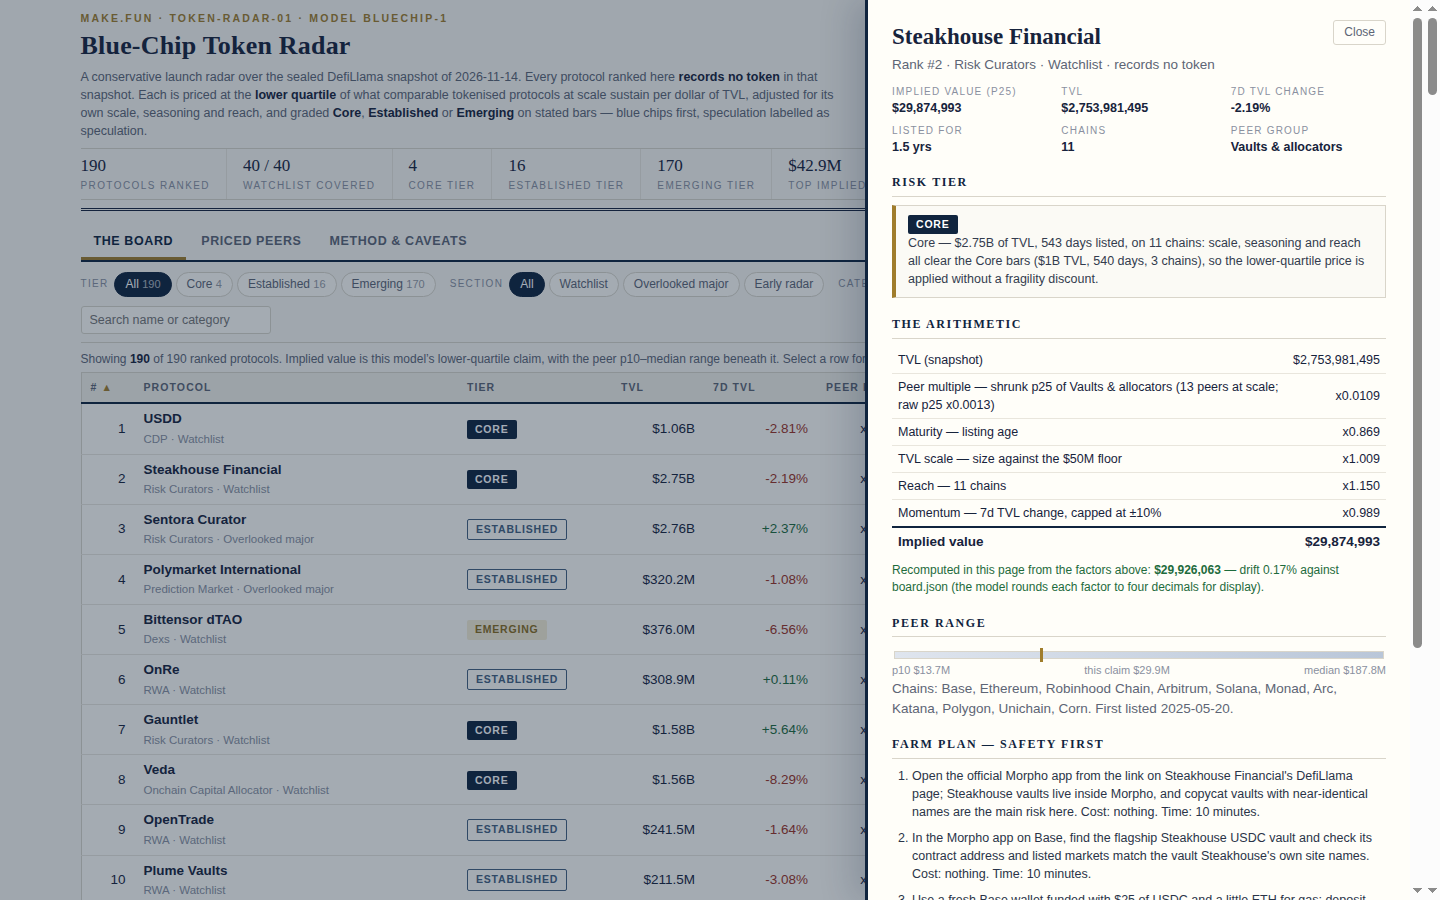 MAKE.FUN · TOKEN-RADAR-01 · MODEL BLUECHIP-1
Blue-Chip Token Radar
A conservative launch radar over the sealed DefiLlama snapshot of 2026-11-14. Every protocol ranked here records no token in that
snapshot. Each is priced at the lower quartile of what comparable tokenised protocols at scale sustain per dollar of TVL, adjusted for its
own scale, seasoning and reach, and graded Core, Established or Emerging on stated bars — blue chips first, speculation labelled as
speculation.
190
PROTOCOLS RANKED
40 / 40
WATCHLIST COVERED
4
CORE TIER
16
ESTABLISHED TIER
170
EMERGING TIER
$42.9M
TOP IMPLIED
THE BOARD
PRICED PEERS
METHOD & CAVEATS
TIER All 190 Core 4 Established 16 Emerging 170 SECTION All Watchlist Overlooked major Early radar
Search name or category
Showing 190 of 190 ranked protocols. Implied value is this model's lower-quartile claim, with the peer p10–median range beneath it. Select a row for
# ▲ PROTOCOL TIER TVL 7D TVL PEER
1 USDD CORE $1.06B -2.81%
CDP · Watchlist
2 Steakhouse Financial CORE $2.75B -2.19%
Risk Curators · Watchlist
3 Sentora Curator ESTABLISHED $2.76B +2.37%
Risk Curators · Overlooked major
4 Polymarket International ESTABLISHED $320.2M -1.08%
Prediction Market · Overlooked major
5 Bittensor dTAO EMERGING $376.0M -6.56%
Dexs · Watchlist
6 OnRe ESTABLISHED $308.9M +0.11%
RWA · Watchlist
7 Gauntlet CORE $1.58B +5.64%
Risk Curators · Watchlist
8 Veda CORE $1.56B -8.29%
Onchain Capital Allocator · Watchlist
9 OpenTrade ESTABLISHED $241.5M -1.64%
RWA · Watchlist
10 Plume Vaults ESTABLISHED $211.5M -3.08%
RWA · Watchlist
Steakhouse Financial
Close
Rank #2 · Risk Curators · Watchlist · records no token
IMPLIED VALUE (P25) TVL 7D TVL CHANGE
$29,874,993 $2,753,981,495 -2.19%
LISTED FOR CHAINS PEER GROUP
1.5 yrs 11 Vaults & allocators
RISK TIER
CORE
Core — $2.75B of TVL, 543 days listed, on 11 chains: scale, seasoning and reach
all clear the Core bars ($1B TVL, 540 days, 3 chains), so the lower-quartile price is
applied without a fragility discount.
THE ARITHMETIC
TVL (snapshot) $2,753,981,495
Peer multiple — shrunk p25 of Vaults & allocators (13 peers at scale;
raw p25 x0.0013) x0.0109
Maturity — listing age x0.869
TVL scale — size against the $50M floor x1.009
Reach — 11 chains x1.150
Momentum — 7d TVL change, capped at ±10% x0.989
Implied value $29,874,993
Recomputed in this page from the factors above: $29,926,063 — drift 0.17% against
board.json (the model rounds each factor to four decimals for display).
PEER RANGE
p10 $13.7M this claim $29.9M median $187.8M
Chains: Base, Ethereum, Robinhood Chain, Arbitrum, Solana, Monad, Arc,
Katana, Polygon, Unichain, Corn. First listed 2025-05-20.
FARM PLAN — SAFETY FIRST
1. Open the official Morpho app from the link on Steakhouse Financial's DefiLlama
page; Steakhouse vaults live inside Morpho, and copycat vaults with near-identical
names are the main risk here. Cost: nothing. Time: 10 minutes.
2. In the Morpho app on Base, find the flagship Steakhouse USDC vault and check its
contract address and listed markets match the vault Steakhouse's own site names.
Cost: nothing. Time: 10 minutes.
3. Use a fresh Base wallet funded with $25 of USDC and a little ETH for gas: deposit